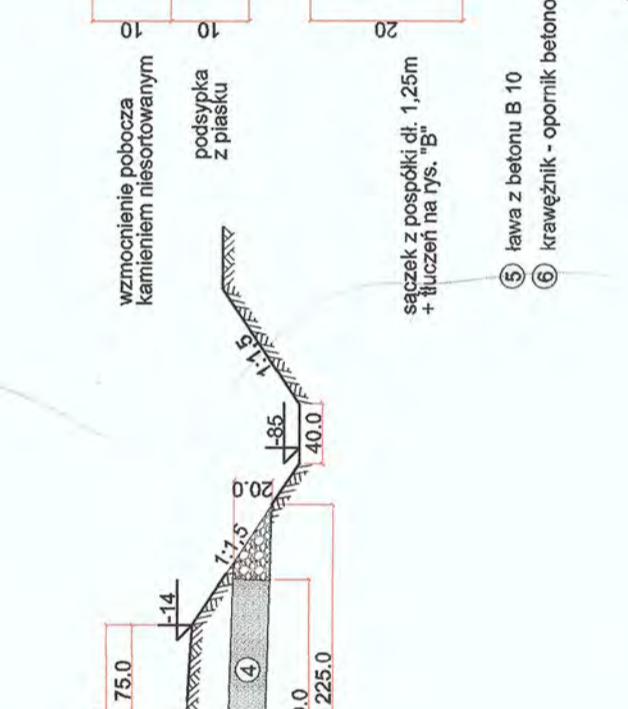 10
10
20
wzmocnienie pobocza
kamieniem niesortowanym
podsypka
z piasku
sączek z pospółki dł. 1,25m
+ tłuczeń na rys. "B"
5 ława z betonu B 10
6 krawężnik - opornik
1:1,5
-85
40.0
20.0
1:1,5
-14
75.0
4
225.0